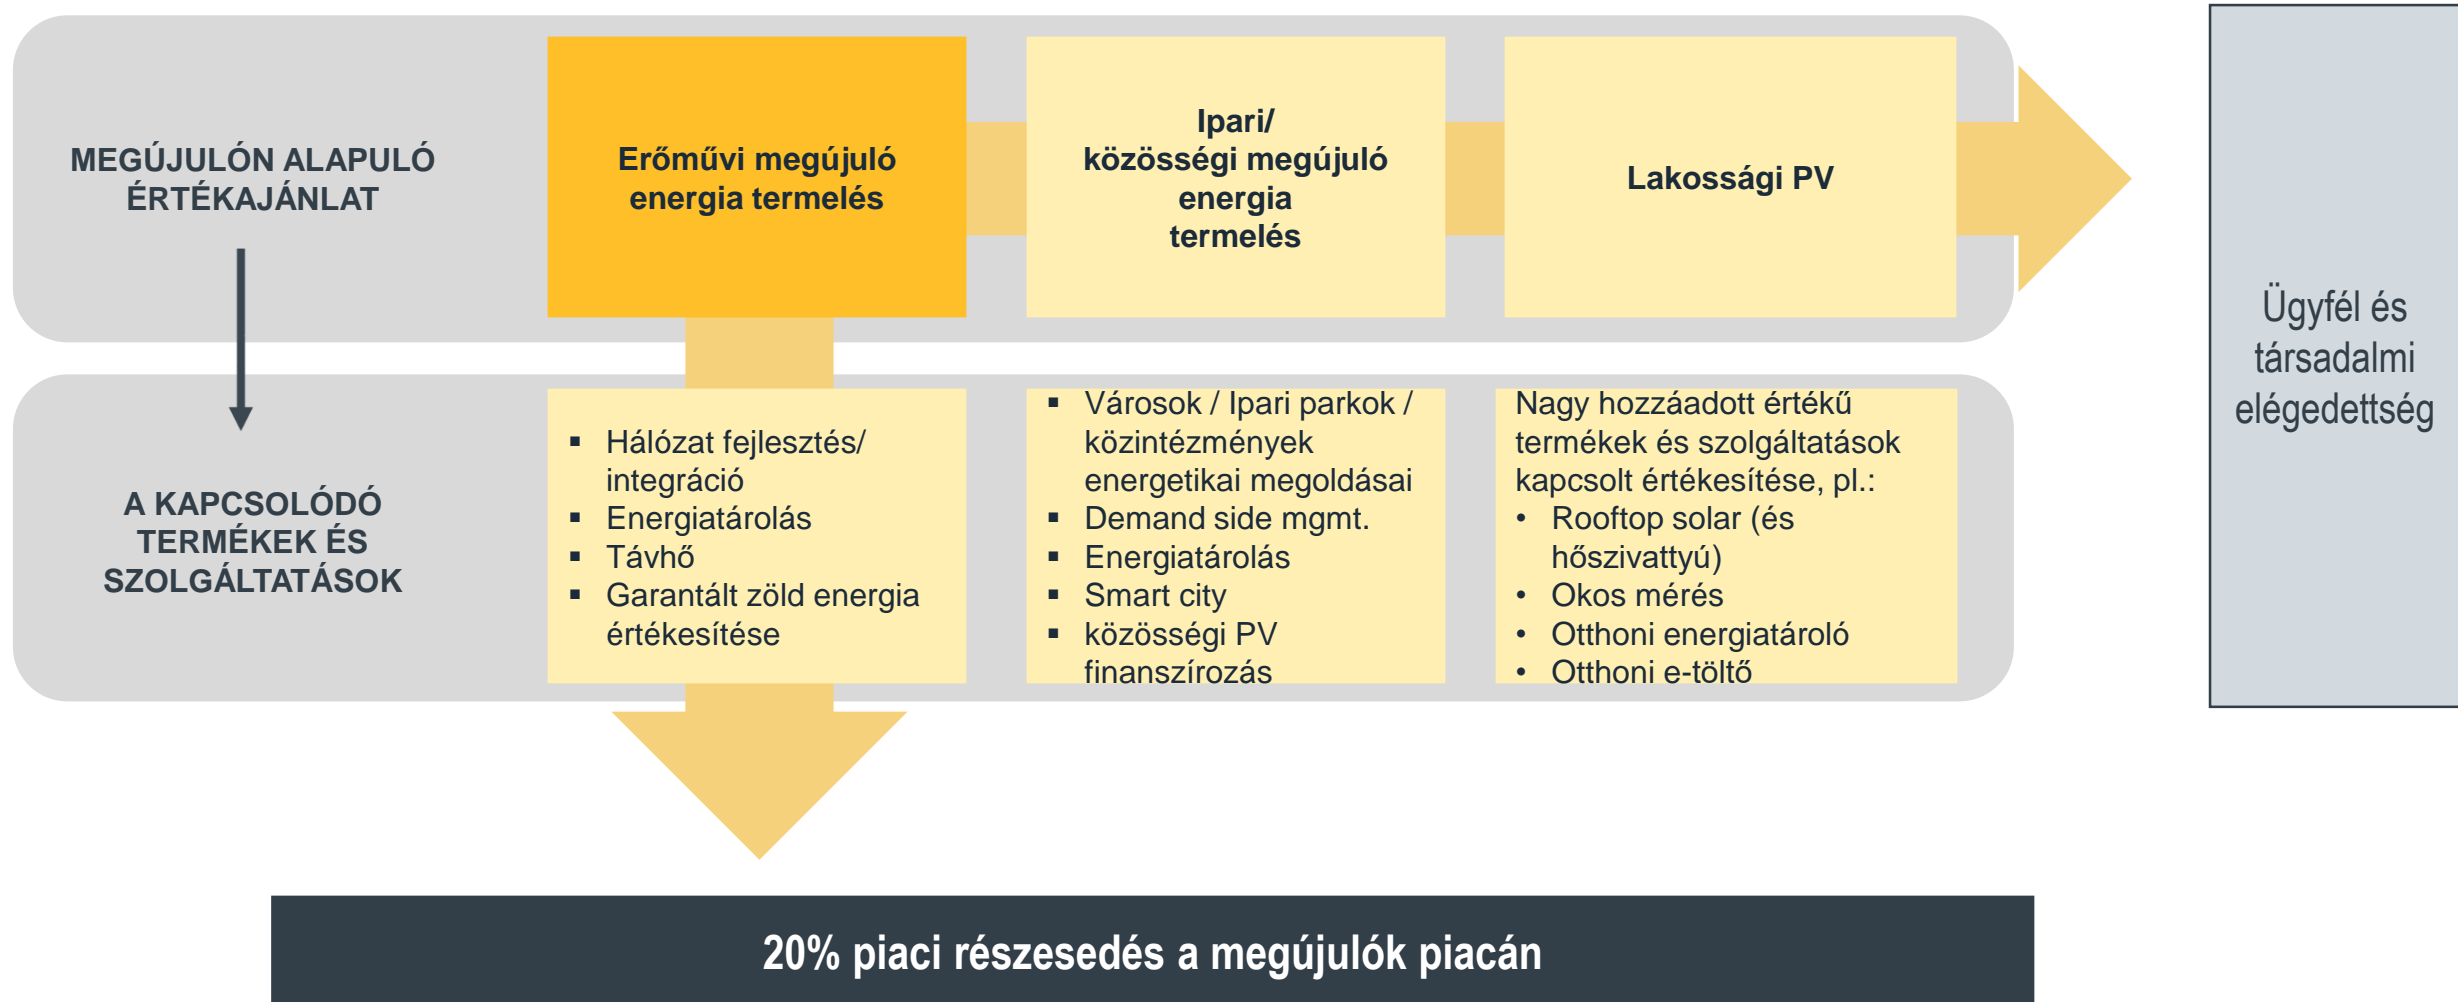 MEGÚJULÓN ALAPULÓ
ÉRTÉKAJÁNLAT
Erőművi megújuló
energia termelés
Ipari/
közösségi megújuló
energia
termelés
Lakossági PV
A KAPCSOLÓDÓ
TERMÉKEK ÉS
SZOLGÁLTATÁSOK
▪ Hálózat fejlesztés/
integráció
▪ Energiatárolás
▪ Távhő
▪ Garantált zöld energia
értékesítése
▪ Városok / Ipari parkok /
közintézmények
energetikai megoldásai
▪ Demand side mgmt.
▪ Energiatárolás
▪ Smart city
▪ közösségi PV
finanszírozás
Nagy hozzáadott értékű
termékek és szolgáltatások
kapcsolt értékesítése, pl.:
• Rooftop solar (és
hőszivattyú)
• Okos mérés
• Otthoni energiatároló
• Otthoni e-töltő
Ügyfél és
társadalmi
elégedettség
20% piaci részesedés a megújulók piacán